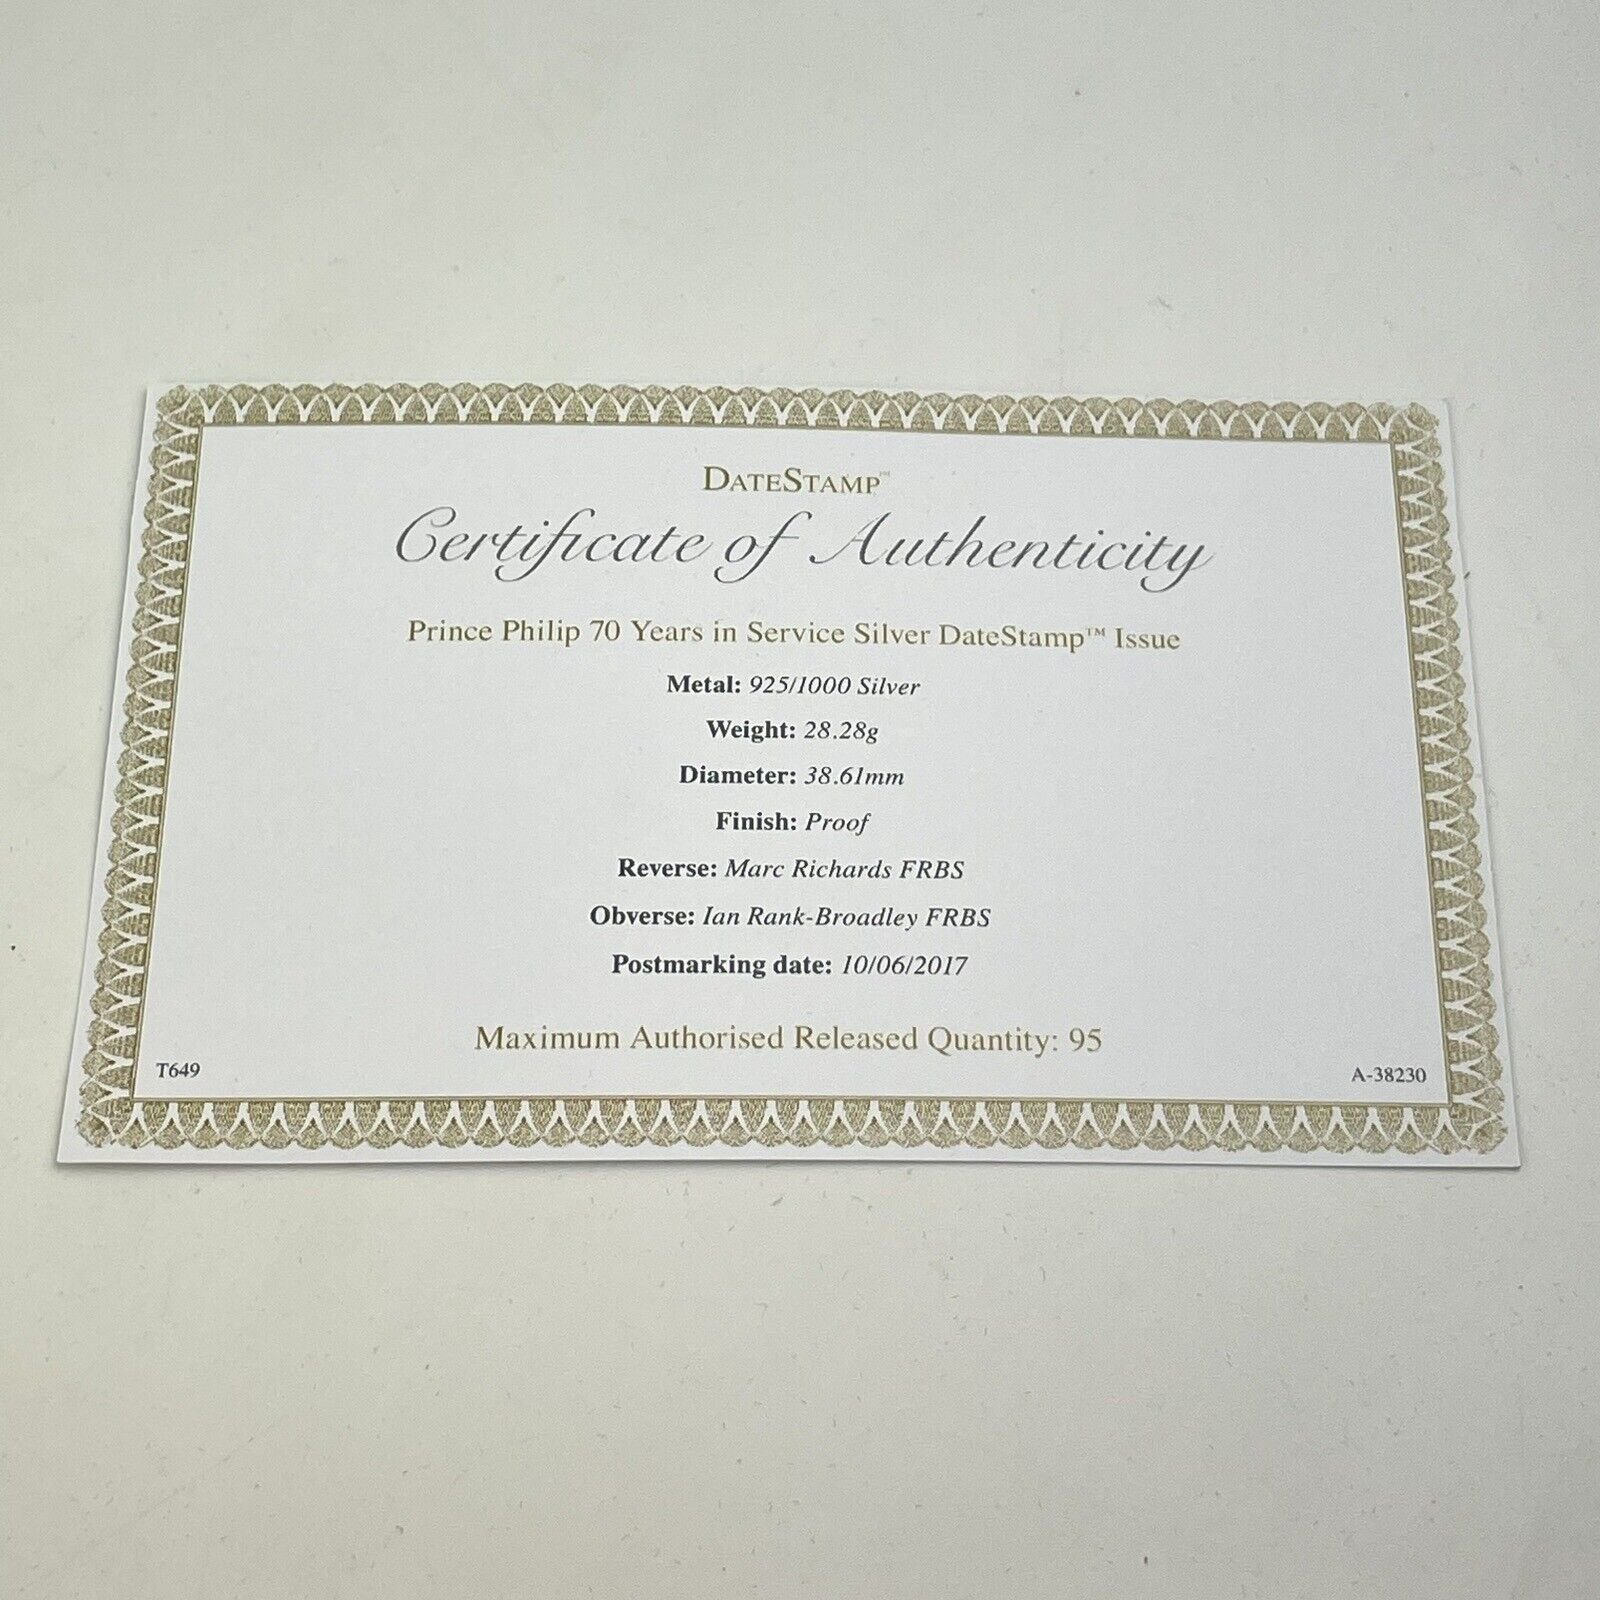 DATESTAMP™
Certificate of Authenticity
Prince Philip 70 Years in Service Silver DateStamp™ Issue
Metal: 925/1000 Silver
Weight: 28.28g
Diameter: 38.61mm
Finish: Proof
Reverse: Marc Richards FRBS
Obverse: Ian Rank-Broadley FRBS
Postmarking date: 10/06/2017
Maximum Authorised Released Quantity: 95
T649
A-38230